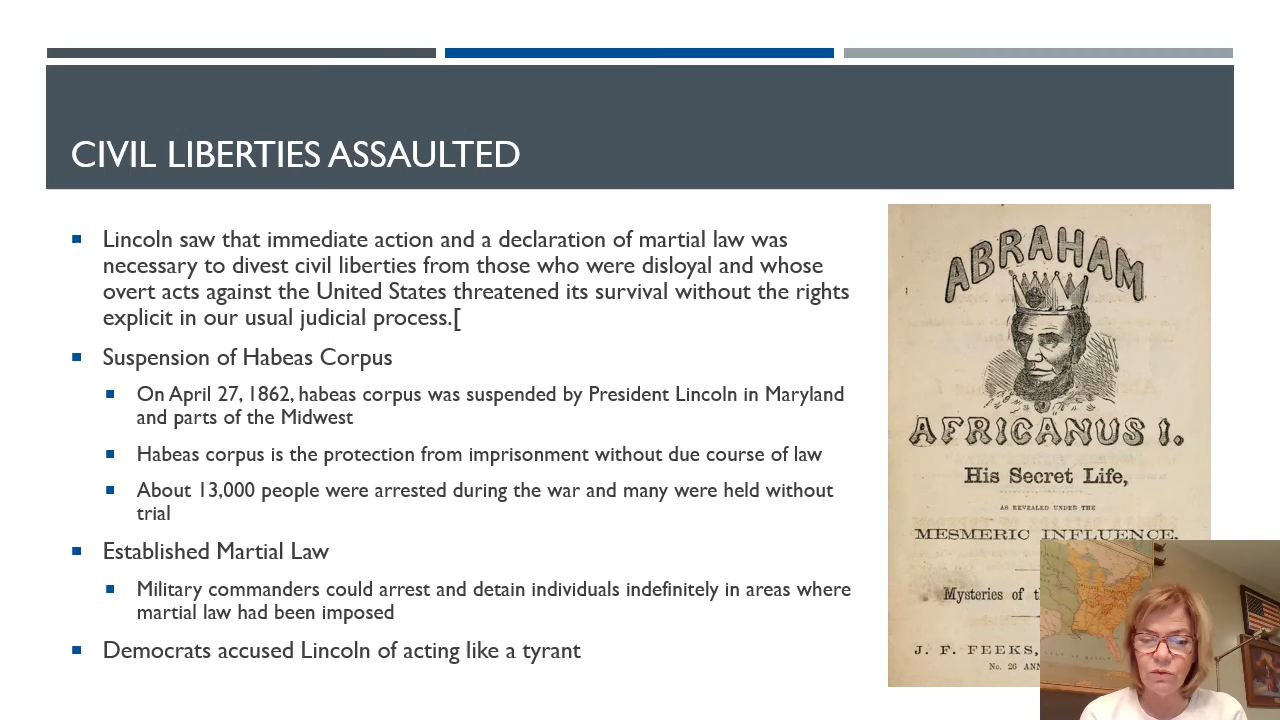 CIVIL LIBERTIES ASSAULTED
Lincoln saw that immediate action and a declaration of martial law was
necessary to divest civil liberties from those who were disloyal and whose
overt acts against the United States threatened its survival without the rights
explicit in our usual judicial process.[
Suspension of Habeas Corpus
On April 27, 1862, habeas corpus was suspended by President Lincoln in Maryland
and parts of the Midwest
Habeas corpus is the protection from imprisonment without due course of law
About 13,000 people were arrested during the war and many were held without
trial
Established Martial Law
Military commanders could arrest and detain individuals indefinitely in areas where
martial law had been imposed
Democrats accused Lincoln of acting like a tyrant
ABRAHAM
AFRICANUS I.
His Secret Life,
AS REVEALED UNDER THE
MESMERIC INFLUENCE.
Mysteries of
J. F. FEEKS,
No. 26